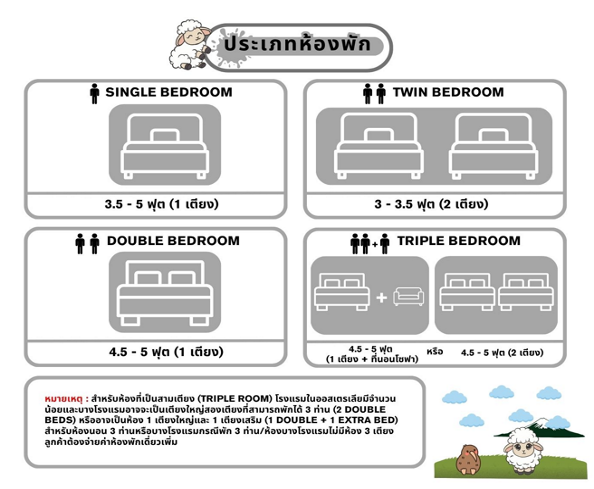 ประเภทห้องพัก
SINGLE BEDROOM
3.5 - 5 ฟุต (1 เตียง)
TWIN BEDROOM
3 - 3.5 ฟุต (2 เตียง)
DOUBLE BEDROOM
4.5 - 5 ฟุต (1 เตียง)
TRIPLE BEDROOM
4.5 - 5 ฟุต
(1 เตียง + ที่นอนโซฟา)
หรือ
4.5 - 5 ฟุต (2 เตียง)
หมายเหตุ : สำหรับห้องที่เป็นสามเตียง (TRIPLE ROOM) โรงแรมในออสเตรเลียมีจำนวน
น้อยและบางโรงแรมอาจจะเป็นเตียงใหญ่สองเตียงที่สามารถพักได้ 3 ท่าน (2 DOUBLE
BEDS) หรืออาจเป็นห้อง 1 เตียงใหญ่และ 1 เตียงเสริม (1 DOUBLE + 1 EXTRA BED)
สำหรับห้องนอน 3 ท่านหรือบางโรงแรมกรณีพัก 3 ท่าน/ห้องบางโรงแรมไม่มีห้อง 3 เตียง
ลูกค้าต้องจ่ายค่าห้องพักเดี่ยวเพิ่ม